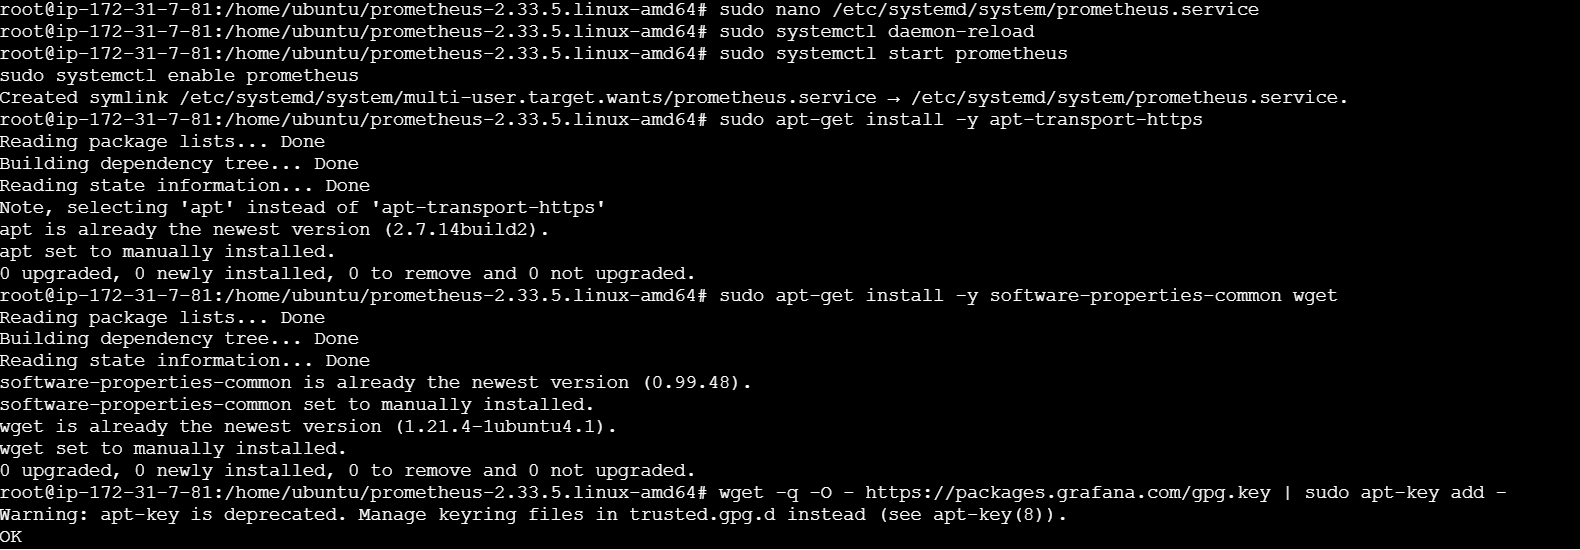 root@ip-172-31-7-81:/home/ubuntu/prometheus-2.33.5.linux-amd64# sudo nano /etc/systemd/system/prometheus.service
root@ip-172-31-7-81:/home/ubuntu/prometheus-2.33.5.linux-amd64# sudo systemctl daemon-reload
root@ip-172-31-7-81:/home/ubuntu/prometheus-2.33.5.linux-amd64# sudo systemctl start prometheus
sudo systemctl enable prometheus
Created symlink /etc/systemd/system/multi-user.target.wants/prometheus.service → /etc/systemd/system/prometheus.service.
root@ip-172-31-7-81:/home/ubuntu/prometheus-2.33.5.linux-amd64# sudo apt-get install -y apt-transport-https
Reading package lists... Done
Building dependency tree... Done
Reading state information... Done
Note, selecting 'apt' instead of 'apt-transport-https'
apt is already the newest version (2.7.14build2).
apt set to manually installed.
0 upgraded, 0 newly installed, 0 to remove and 0 not upgraded.
root@ip-172-31-7-81:/home/ubuntu/prometheus-2.33.5.linux-amd64# sudo apt-get install -y software-properties-common wget
Reading package lists... Done
Building dependency tree... Done
Reading state information... Done
software-properties-common is already the newest version (0.99.48).
software-properties-common set to manually installed.
wget is already the newest version (1.21.4-1ubuntu4.1).
wget set to manually installed.
0 upgraded, 0 newly installed, 0 to remove and 0 not upgraded.
root@ip-172-31-7-81:/home/ubuntu/prometheus-2.33.5.linux-amd64# wget -q -O - https://packages.grafana.com/gpg.key | sudo apt-key add -
Warning: apt-key is deprecated. Manage keyring files in trusted.gpg.d instead (see apt-key(8)).
OK